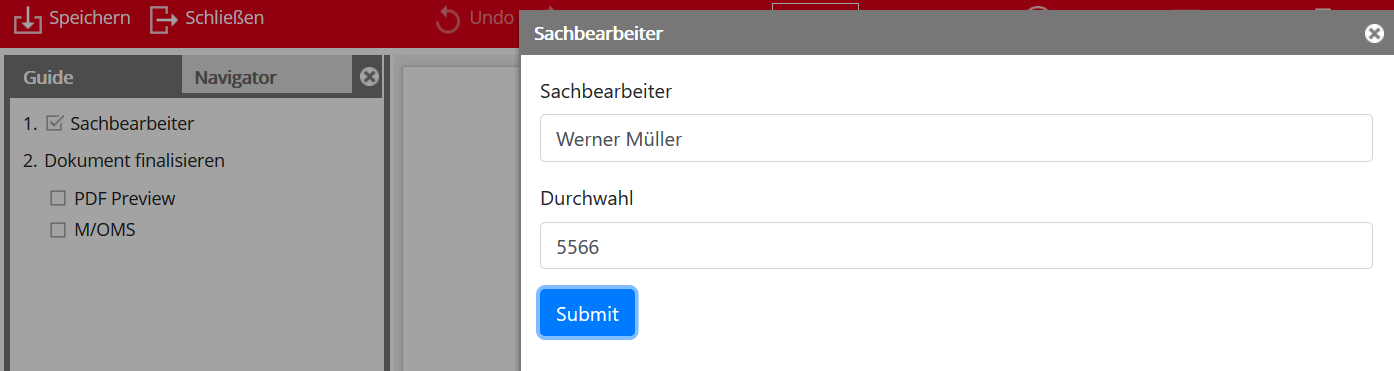 Speichern Schließen Undo
Sachbearbeiter
Guide Navigator
Sachbearbeiter
1. Sachbearbeiter
Werner Müller
2. Dokument finalisieren
Durchwahl
PDF Preview
M/OMS
5566
Submit